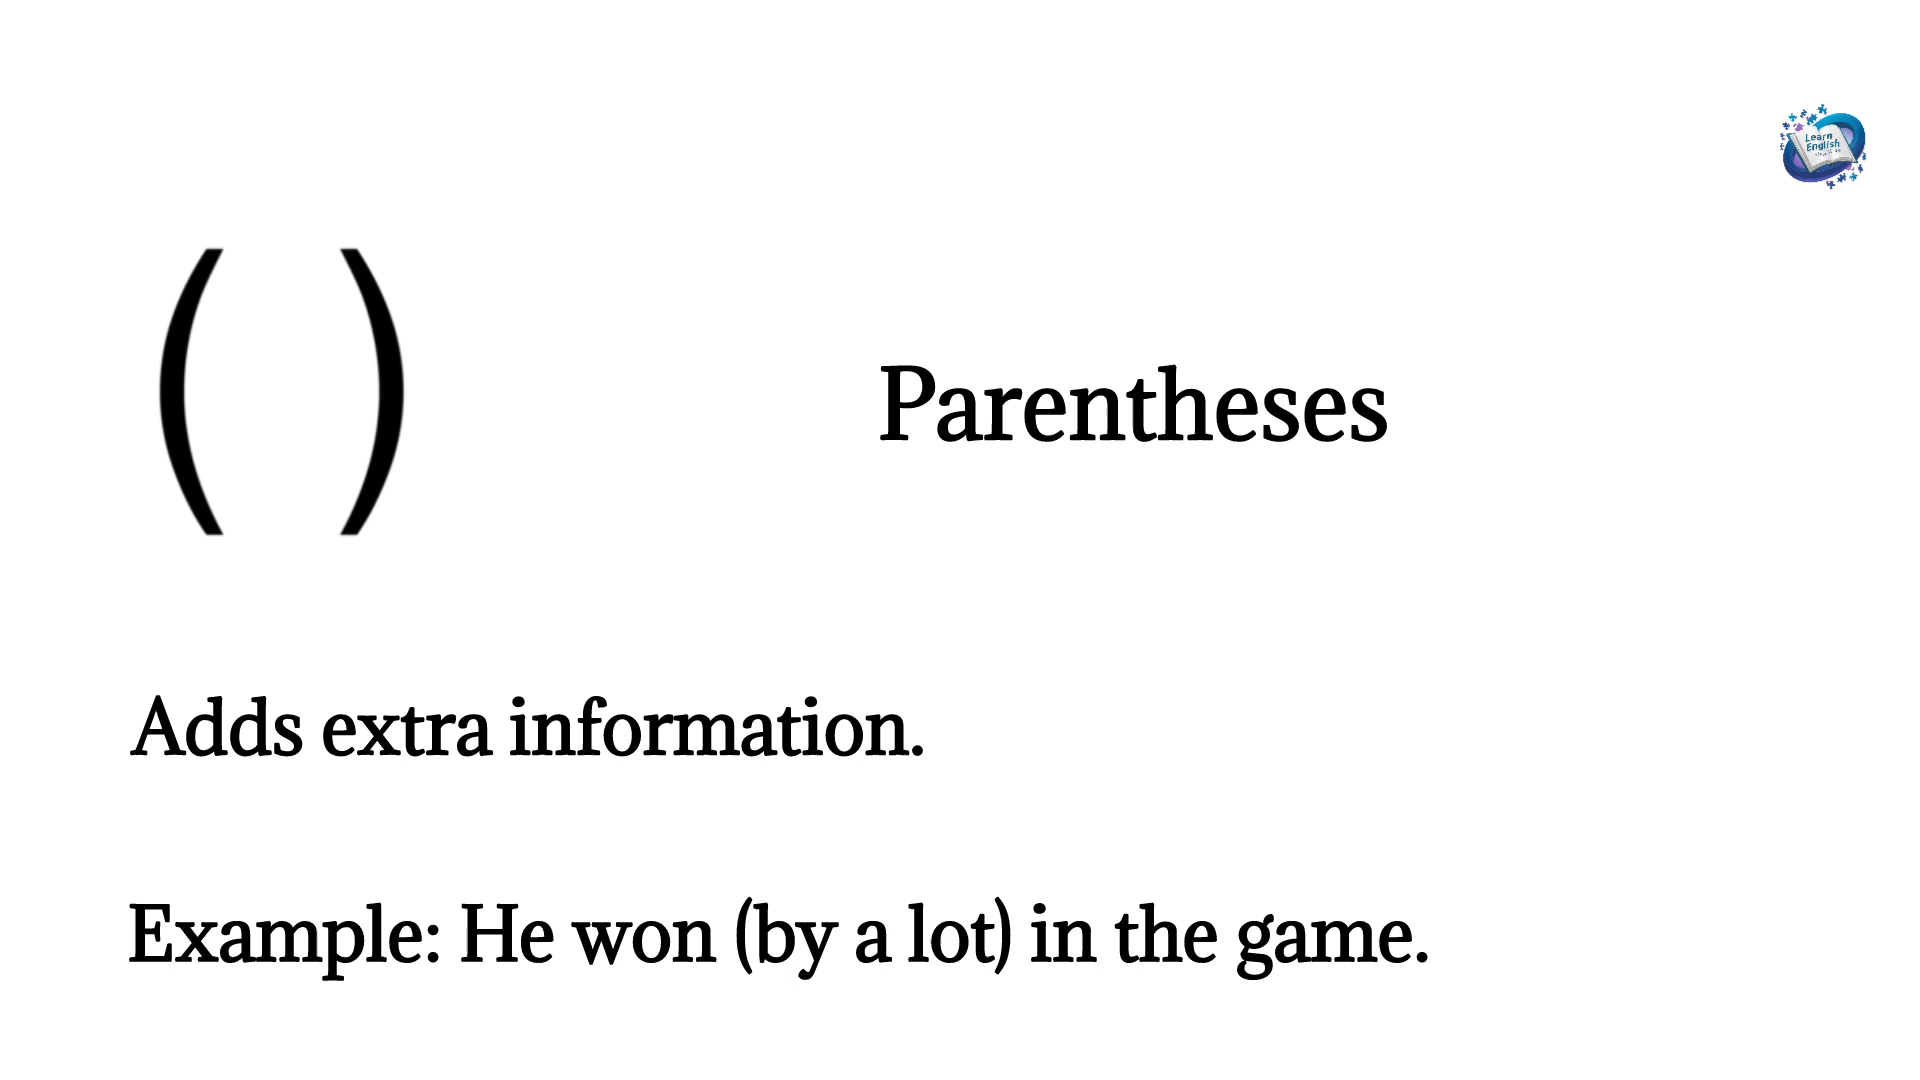 Learn
English
( )
Parentheses
Adds extra information.
Example: He won (by a lot) in the game.